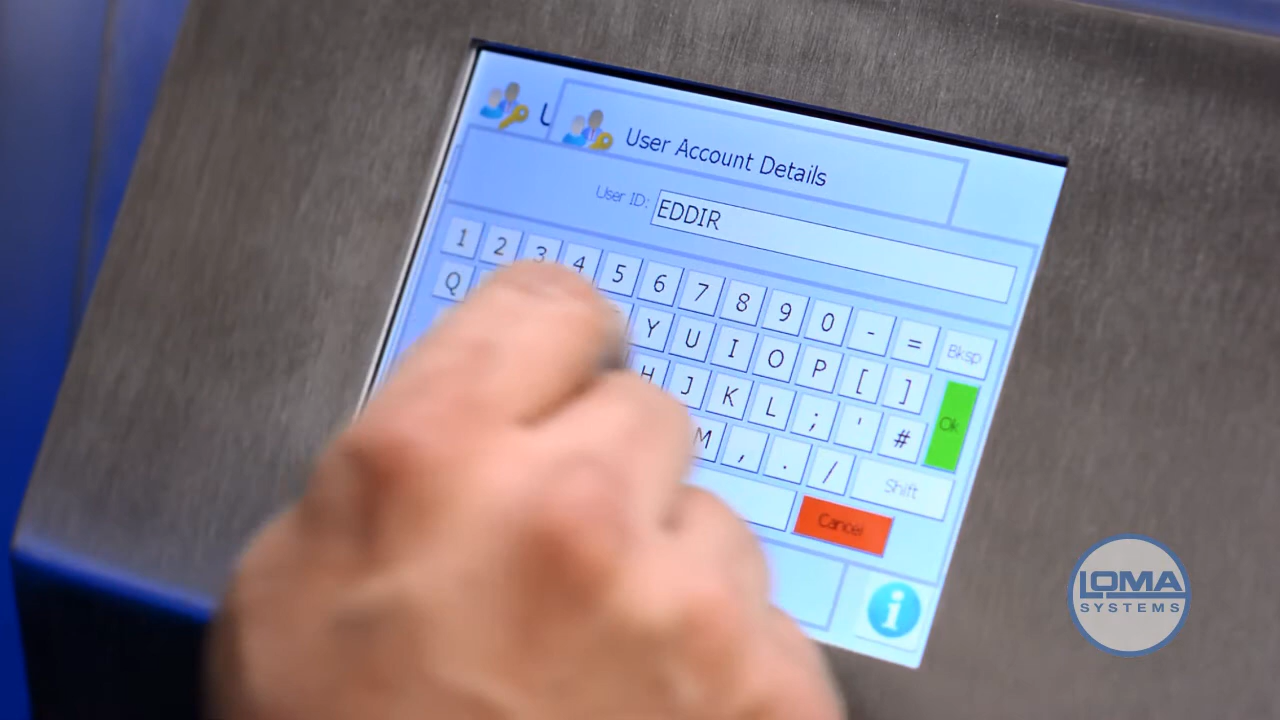 User Account Details
User ID: EDDIR
1 2 3 4 5 6 7 8 9 0 - = Bksp
Q Y U I O P [ ]
H J K L ; ' # Ok
M , . / Shift
Cancel
i
LOMA
SYSTEMS